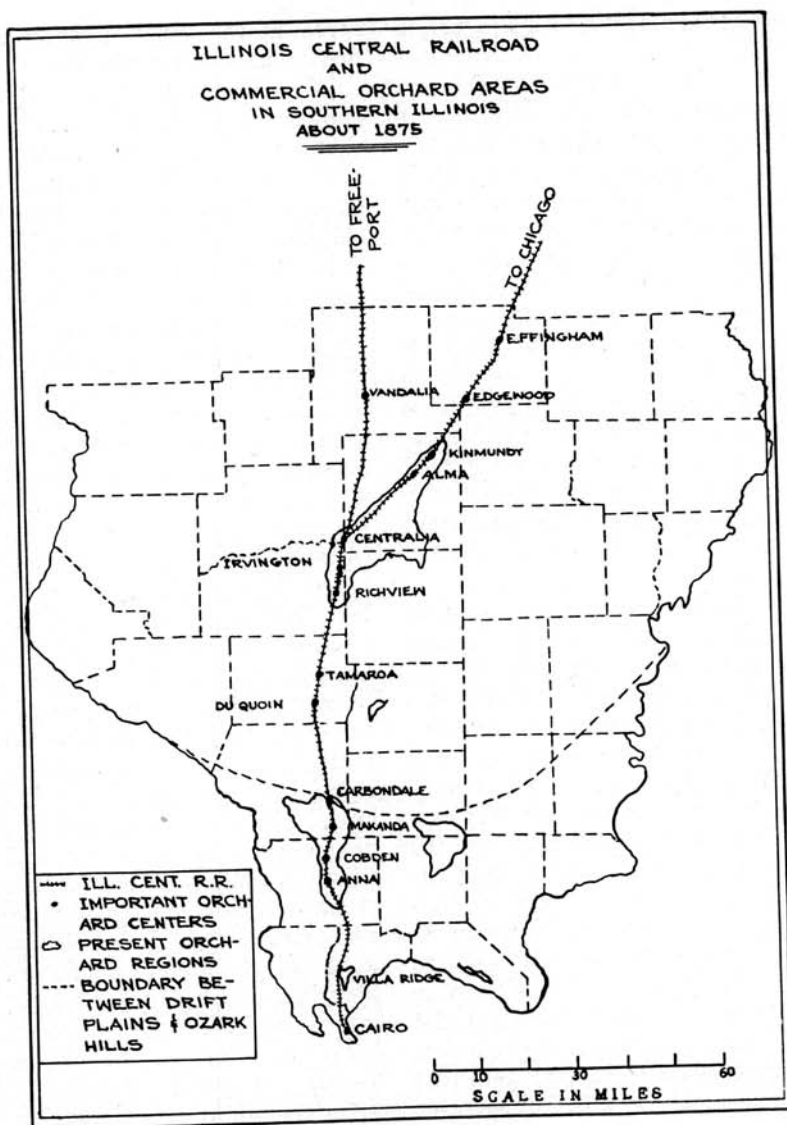 ILLINOIS CENTRAL RAILROAD
AND
COMMERCIAL ORCHARD AREAS
IN SOUTHERN ILLINOIS
ABOUT 1875
TO FREE-
PORT
TO CHICAGO
EFFINGHAM
VANDALIA
EDGEWOOD
KINMUNDY
ALMA
CENTRALIA
IRVINGTON
RICHVIEW
TAMAROA
DU QUOIN
CARBONDALE
MAKANDA
COBDEN
ANNA
VILLA RIDGE
CAIRO
ILL. CENT. R.R.
IMPORTANT ORCH-
ARD CENTERS
PRESENT ORCH-
ARD REGIONS
BOUNDARY BE-
TWEEN DRIFT
PLAINS & OZARK
HILLS
0 10 20 30 40 60
SCALE IN MILES